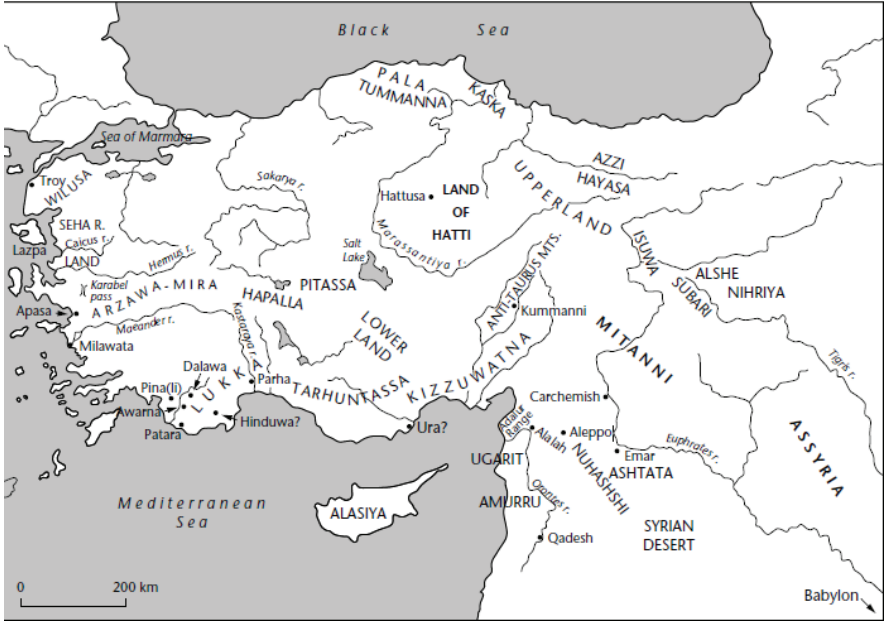 Black Sea
PALA
TUMMANNA
KASKA
Sea of Marmara
Troy
WILUSA
Sakarya r.
Hattusa
LAND
OF
HATTI
UPPERLAND
AZZI
HAYASA
SEHA R.
LAND
Lazpa
Caicus r.
Hermus r.
Salt
Lake
Marassantiya r.
ISUWA
ALSHE
SUBARI
NIHRIYA
Karabel
pass
ARZAWA-MIRA
HAPALLA
PITASSA
ANTI-TAURUS MTS.
Kummanni
Apasa
Maeander r.
Kastaraya r.
LOWER
LAND
MITANNI
Tigris r.
Milawata
Dalawa
Pina(li)
LUKKA
Parha
TARHUNTASSA
KIZZUWATNA
Carchemish
Awarna
Patara
Hinduwa?
Ura?
Adalur
Range
Alalah
Aleppo
Euphrates r.
ASSYRIA
UGARIT
NUHASHSHI
Emar
ASHTATA
Mediterranean
Sea
ALASIYA
AMURRU
Orontes r.
Qadesh
SYRIAN
DESERT
0 200 km
Babylon